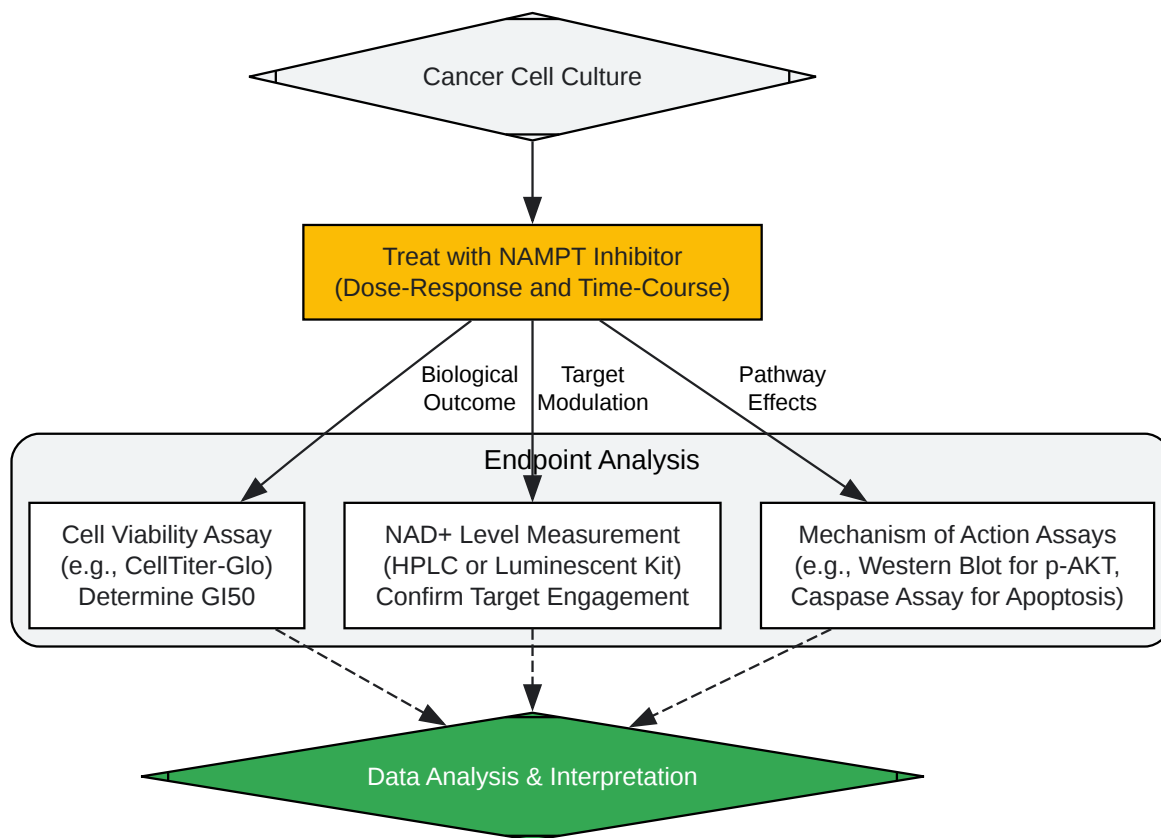 Cancer Cell Culture
Treat with NAMPT Inhibitor
(Dose-Response and Time-Course)
Biological
Outcome
Target
Modulation
Pathway
Effects
Endpoint Analysis
Cell Viability Assay
(e.g., CellTiter-Glo)
Determine GI50
NAD+ Level Measurement
(HPLC or Luminescent Kit)
Confirm Target Engagement
Mechanism of Action Assays
(e.g., Western Blot for p-AKT,
Caspase Assay for Apoptosis)
Data Analysis & Interpretation